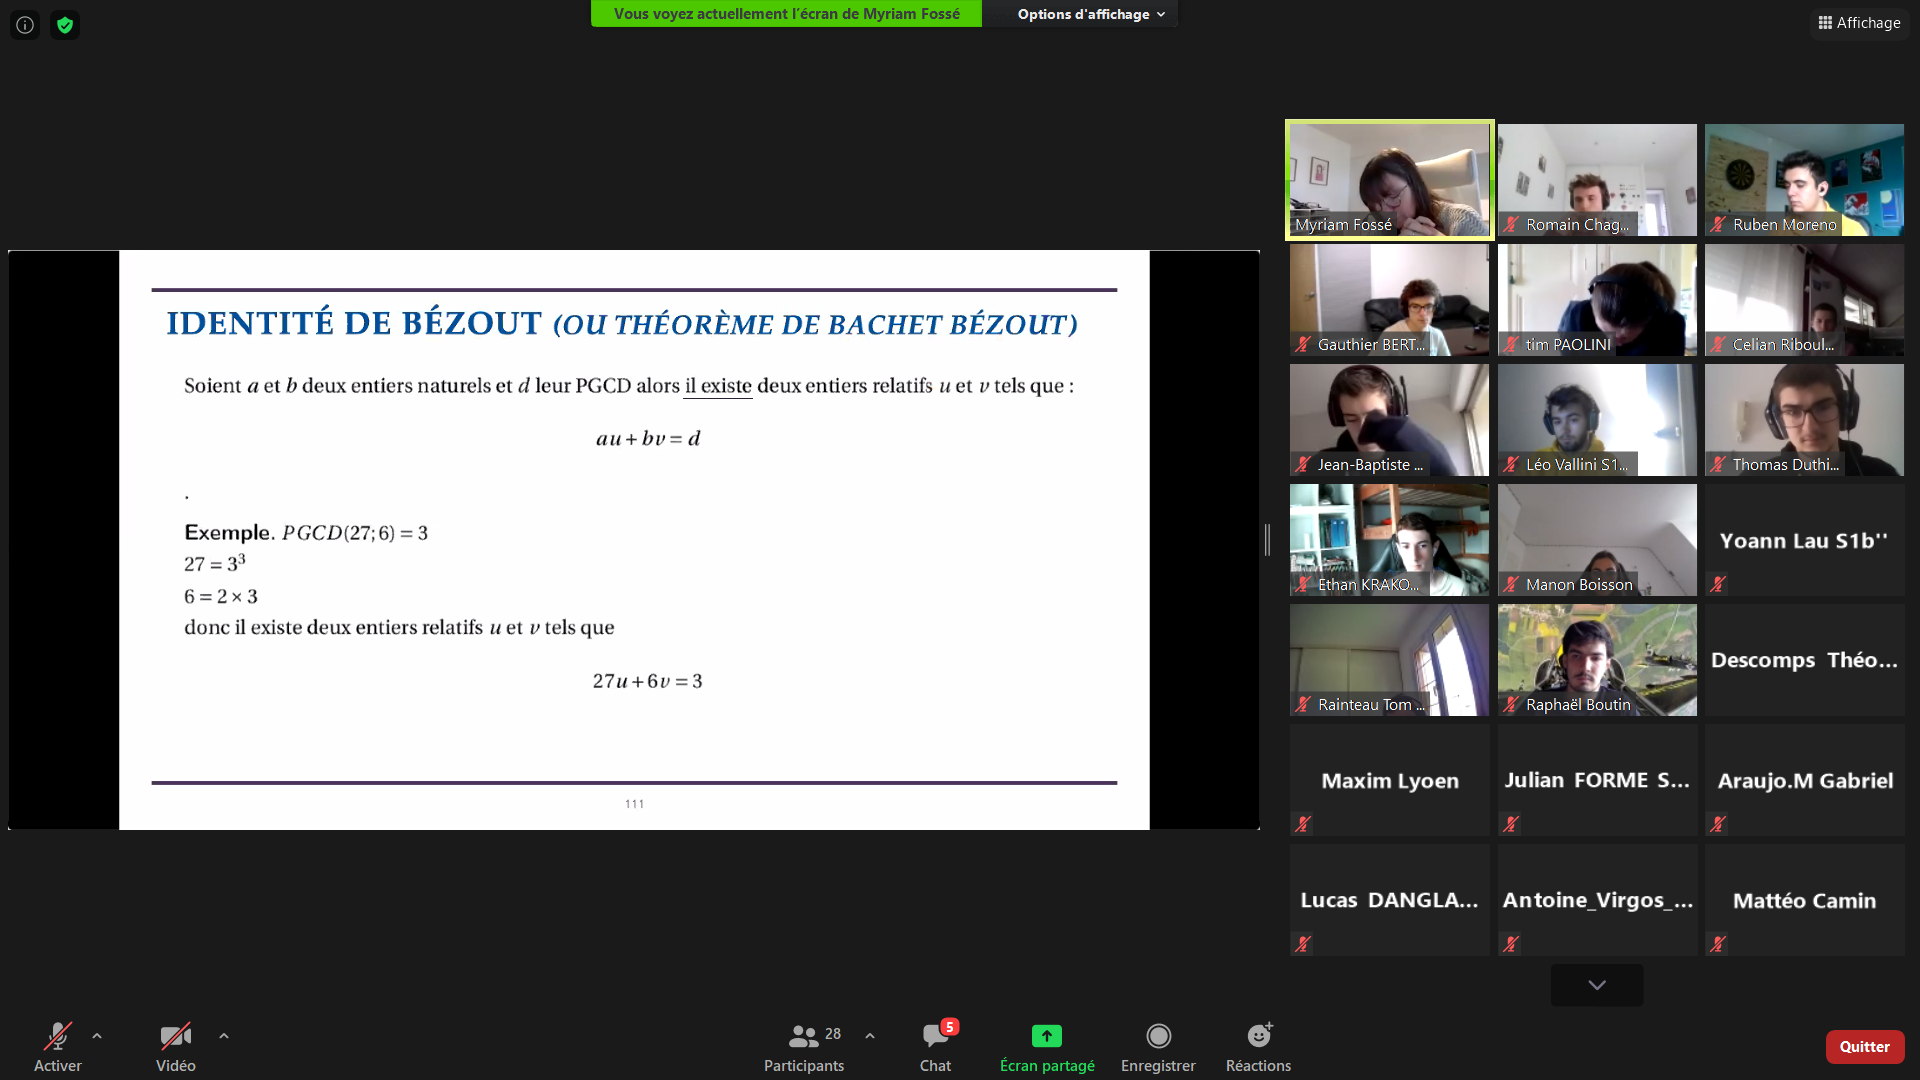 Vous voyez actuellement l'écran de Myriam Fossé
Options d'affichage
Affichage
IDENTITÉ DE BÉZOUT (OU THÉORÈME DE BACHET BÉZOUT)
Soient a et b deux entiers naturels et d leur PGCD alors il existe deux entiers relatifs u et v tels que :
au + bv = d
.
Exemple. PGCD(27; 6) = 3
27 = 3³
6 = 2 × 3
donc il existe deux entiers relatifs u et v tels que
27u + 6v = 3
111
Myriam Fossé
Romain Chag...
Ruben Moreno
Gauthier BERT...
tim PAOLINI
Celian Riboul...
Jean-Baptiste ...
Léo Vallini S1...
Thomas Duthi...
Ethan KRAKO...
Manon Boisson
Yoann Lau S1b''
Rainteau Tom ...
Raphaël Boutin
Descomps Théo...
Maxim Lyoen
Julian FORME S...
Araujo.M Gabriel
Lucas DANGLA...
Antoine_Virgos_...
Mattéo Camin
Activer
Vidéo
Participants
28
Chat
5
Écran partagé
Enregistrer
Réactions
Quitter